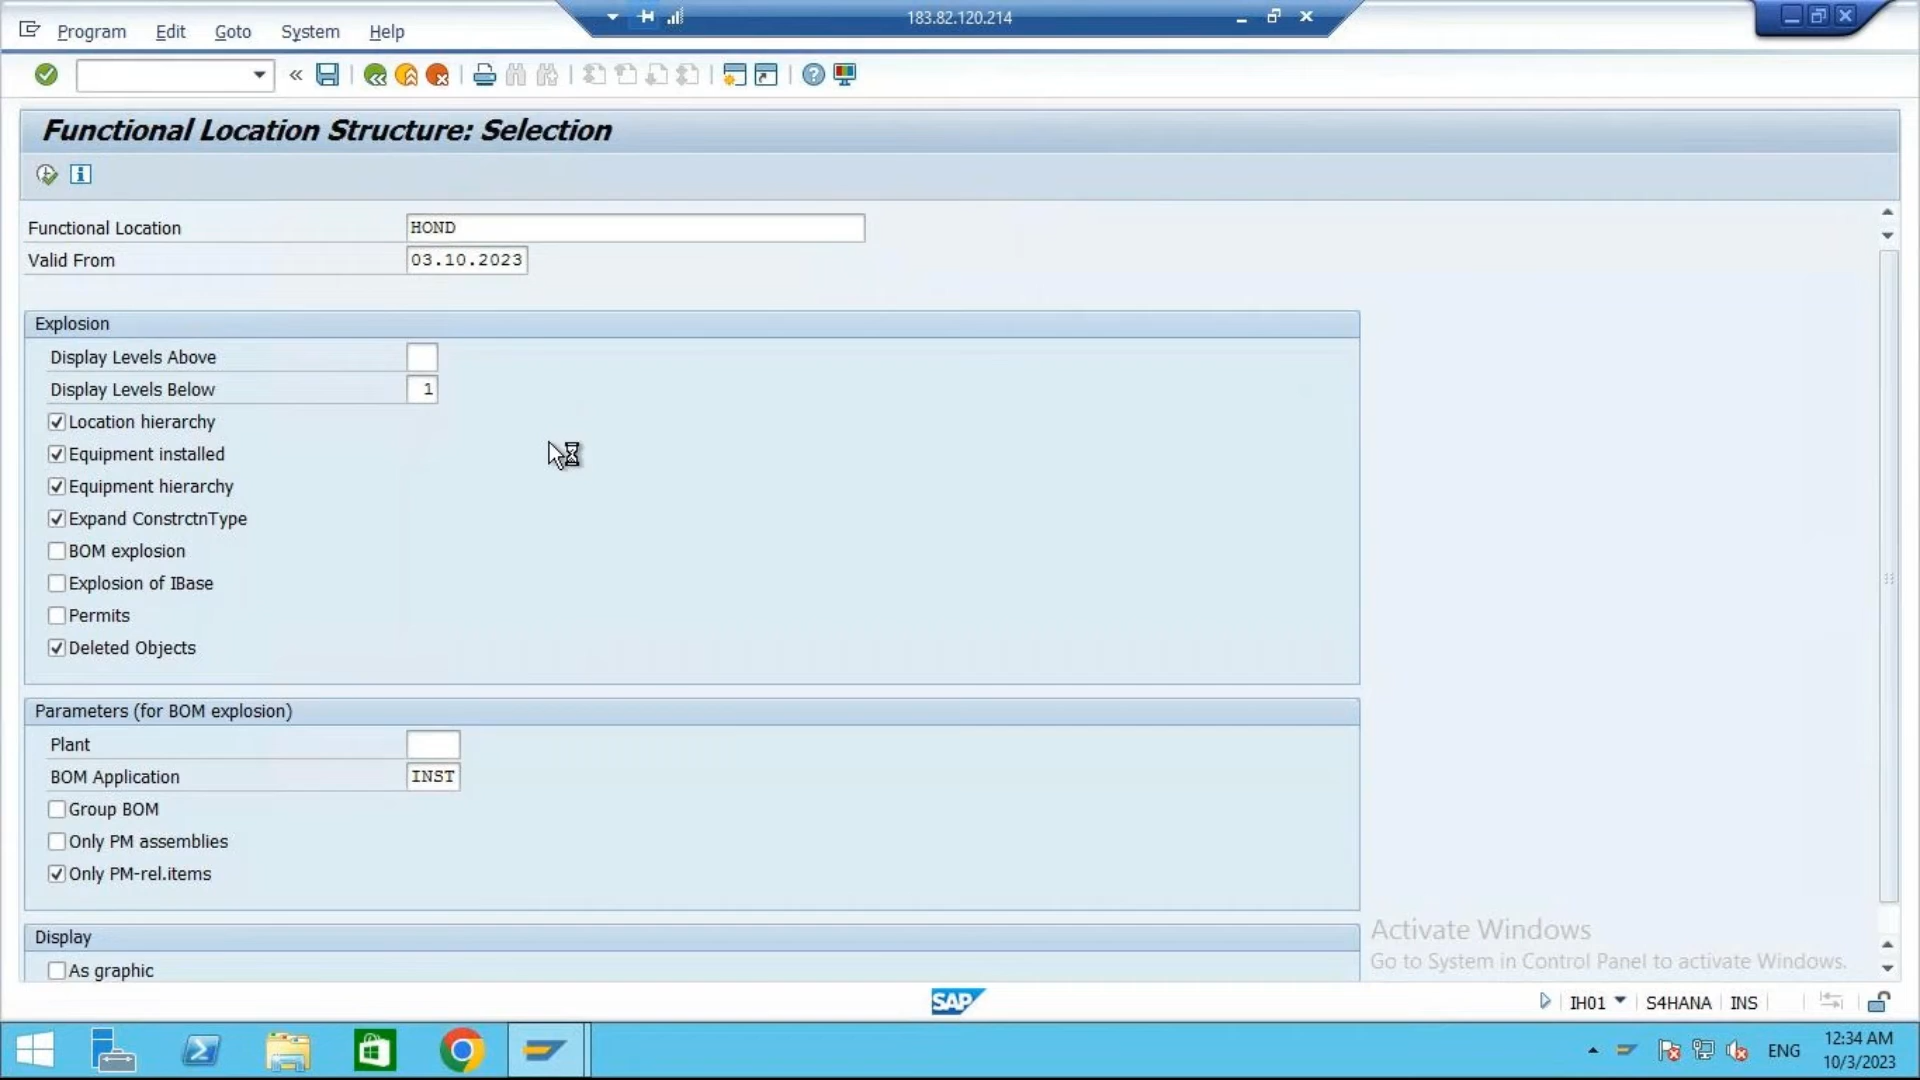 183.82.120.214
Program Edit Goto System Help
Functional Location Structure: Selection
Functional Location HOND
Valid From 03.10.2023
Explosion
Display Levels Above
Display Levels Below 1
Location hierarchy
Equipment installed
Equipment hierarchy
Expand ConstrctnType
BOM explosion
Explosion of IBase
Permits
Deleted Objects
Parameters (for BOM explosion)
Plant
BOM Application INST
Group BOM
Only PM assemblies
Only PM-rel.items
Display
As graphic
Activate Windows
Go to System in Control Panel to activate Windows.
SAP
IH01 S4HANA INS
ENG
12:34 AM
10/3/2023